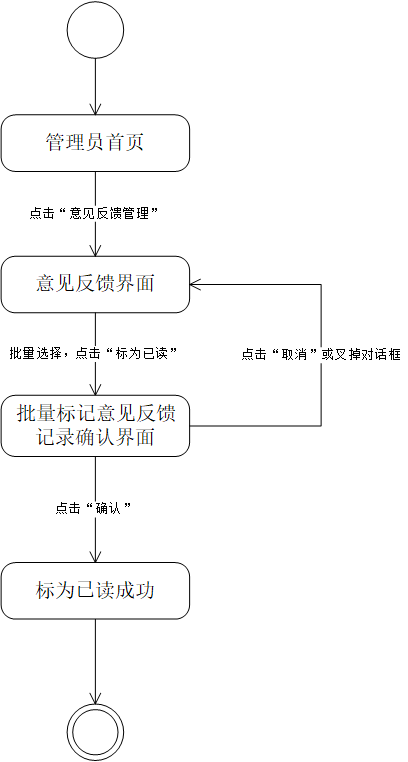 管理员首页
点击“意见反馈管理”
意见反馈界面
批量选择，点击“标为已读”
点击“取消”或叉掉对话框
批量标记意见反馈
记录确认界面
点击“确认”
标为已读成功